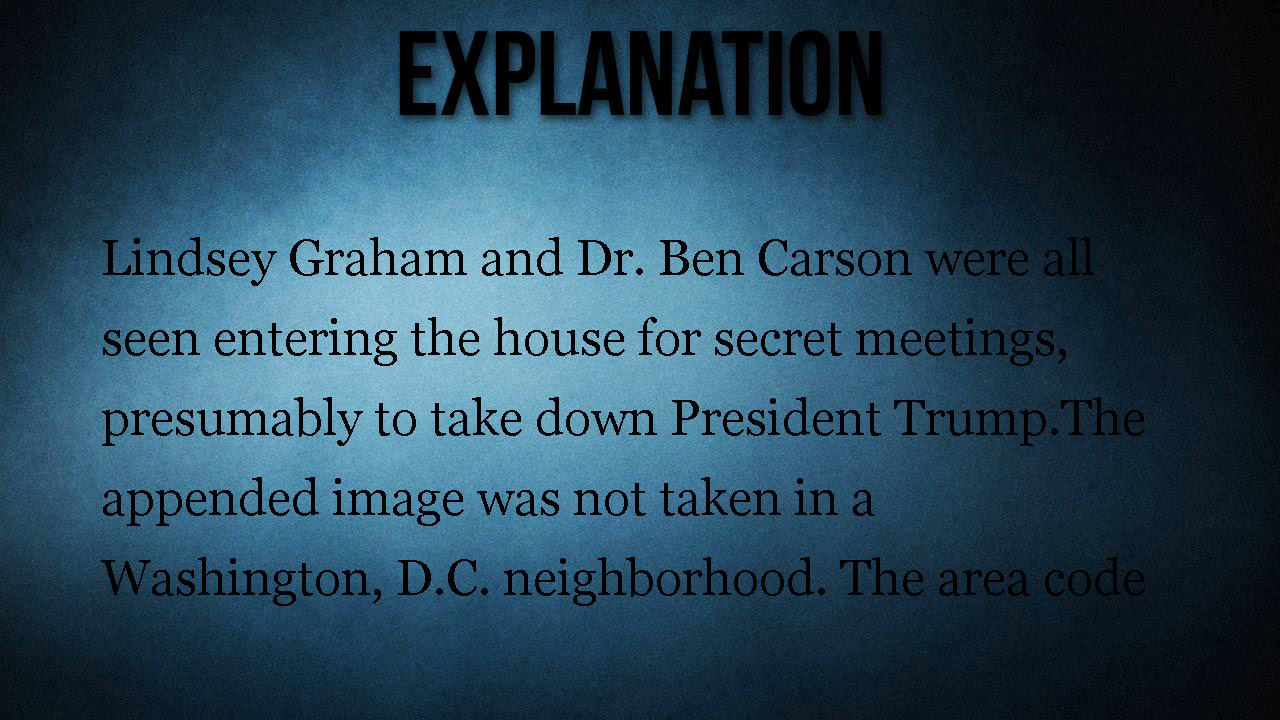 EXPLANATION
Lindsey Graham and Dr. Ben Carson were all
seen entering the house for secret meetings,
presumably to take down President Trump.The
appended image was not taken in a
Washington, D.C. neighborhood. The area code